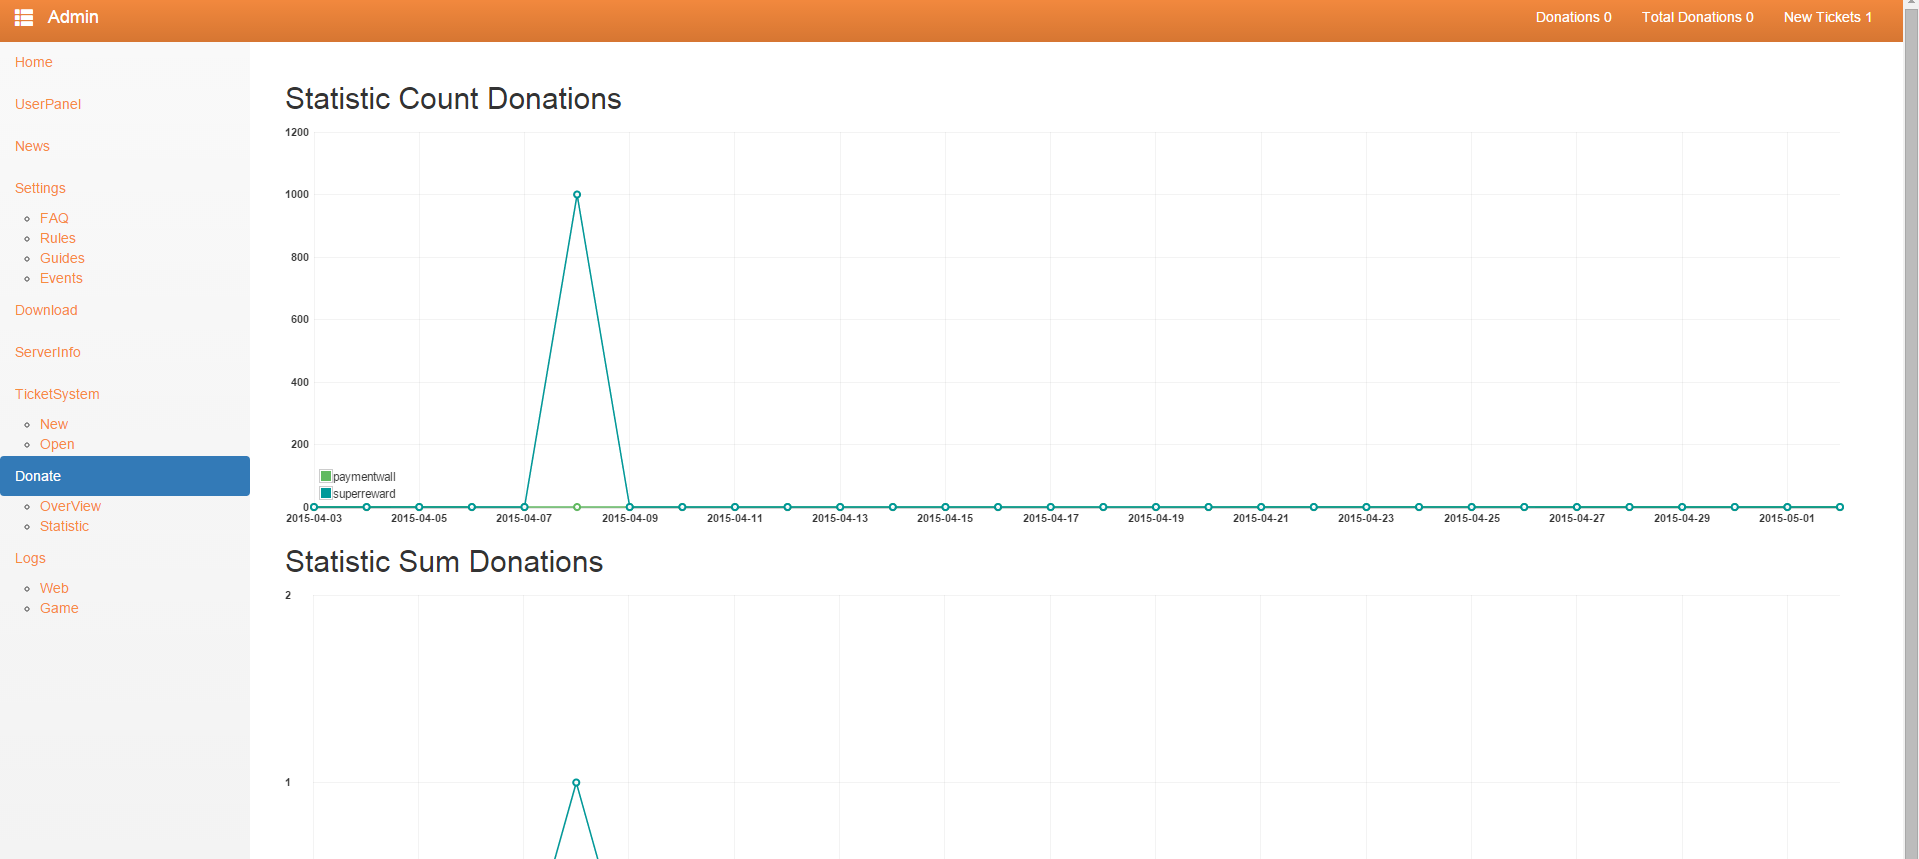 Admin
Donations 0
Total Donations 0
New Tickets 1
Home
UserPanel
News
Settings
FAQ
Rules
Guides
Events
Download
ServerInfo
TicketSystem
New
Open
Donate
OverView
Statistic
Logs
Web
Game
Statistic Count Donations
1200
1000
800
600
400
200
0
paymentwall
superreward
2015-04-03 2015-04-05 2015-04-07 2015-04-09 2015-04-11 2015-04-13 2015-04-15 2015-04-17 2015-04-19 2015-04-21 2015-04-23 2015-04-25 2015-04-27 2015-04-29 2015-05-01
Statistic Sum Donations
2
1